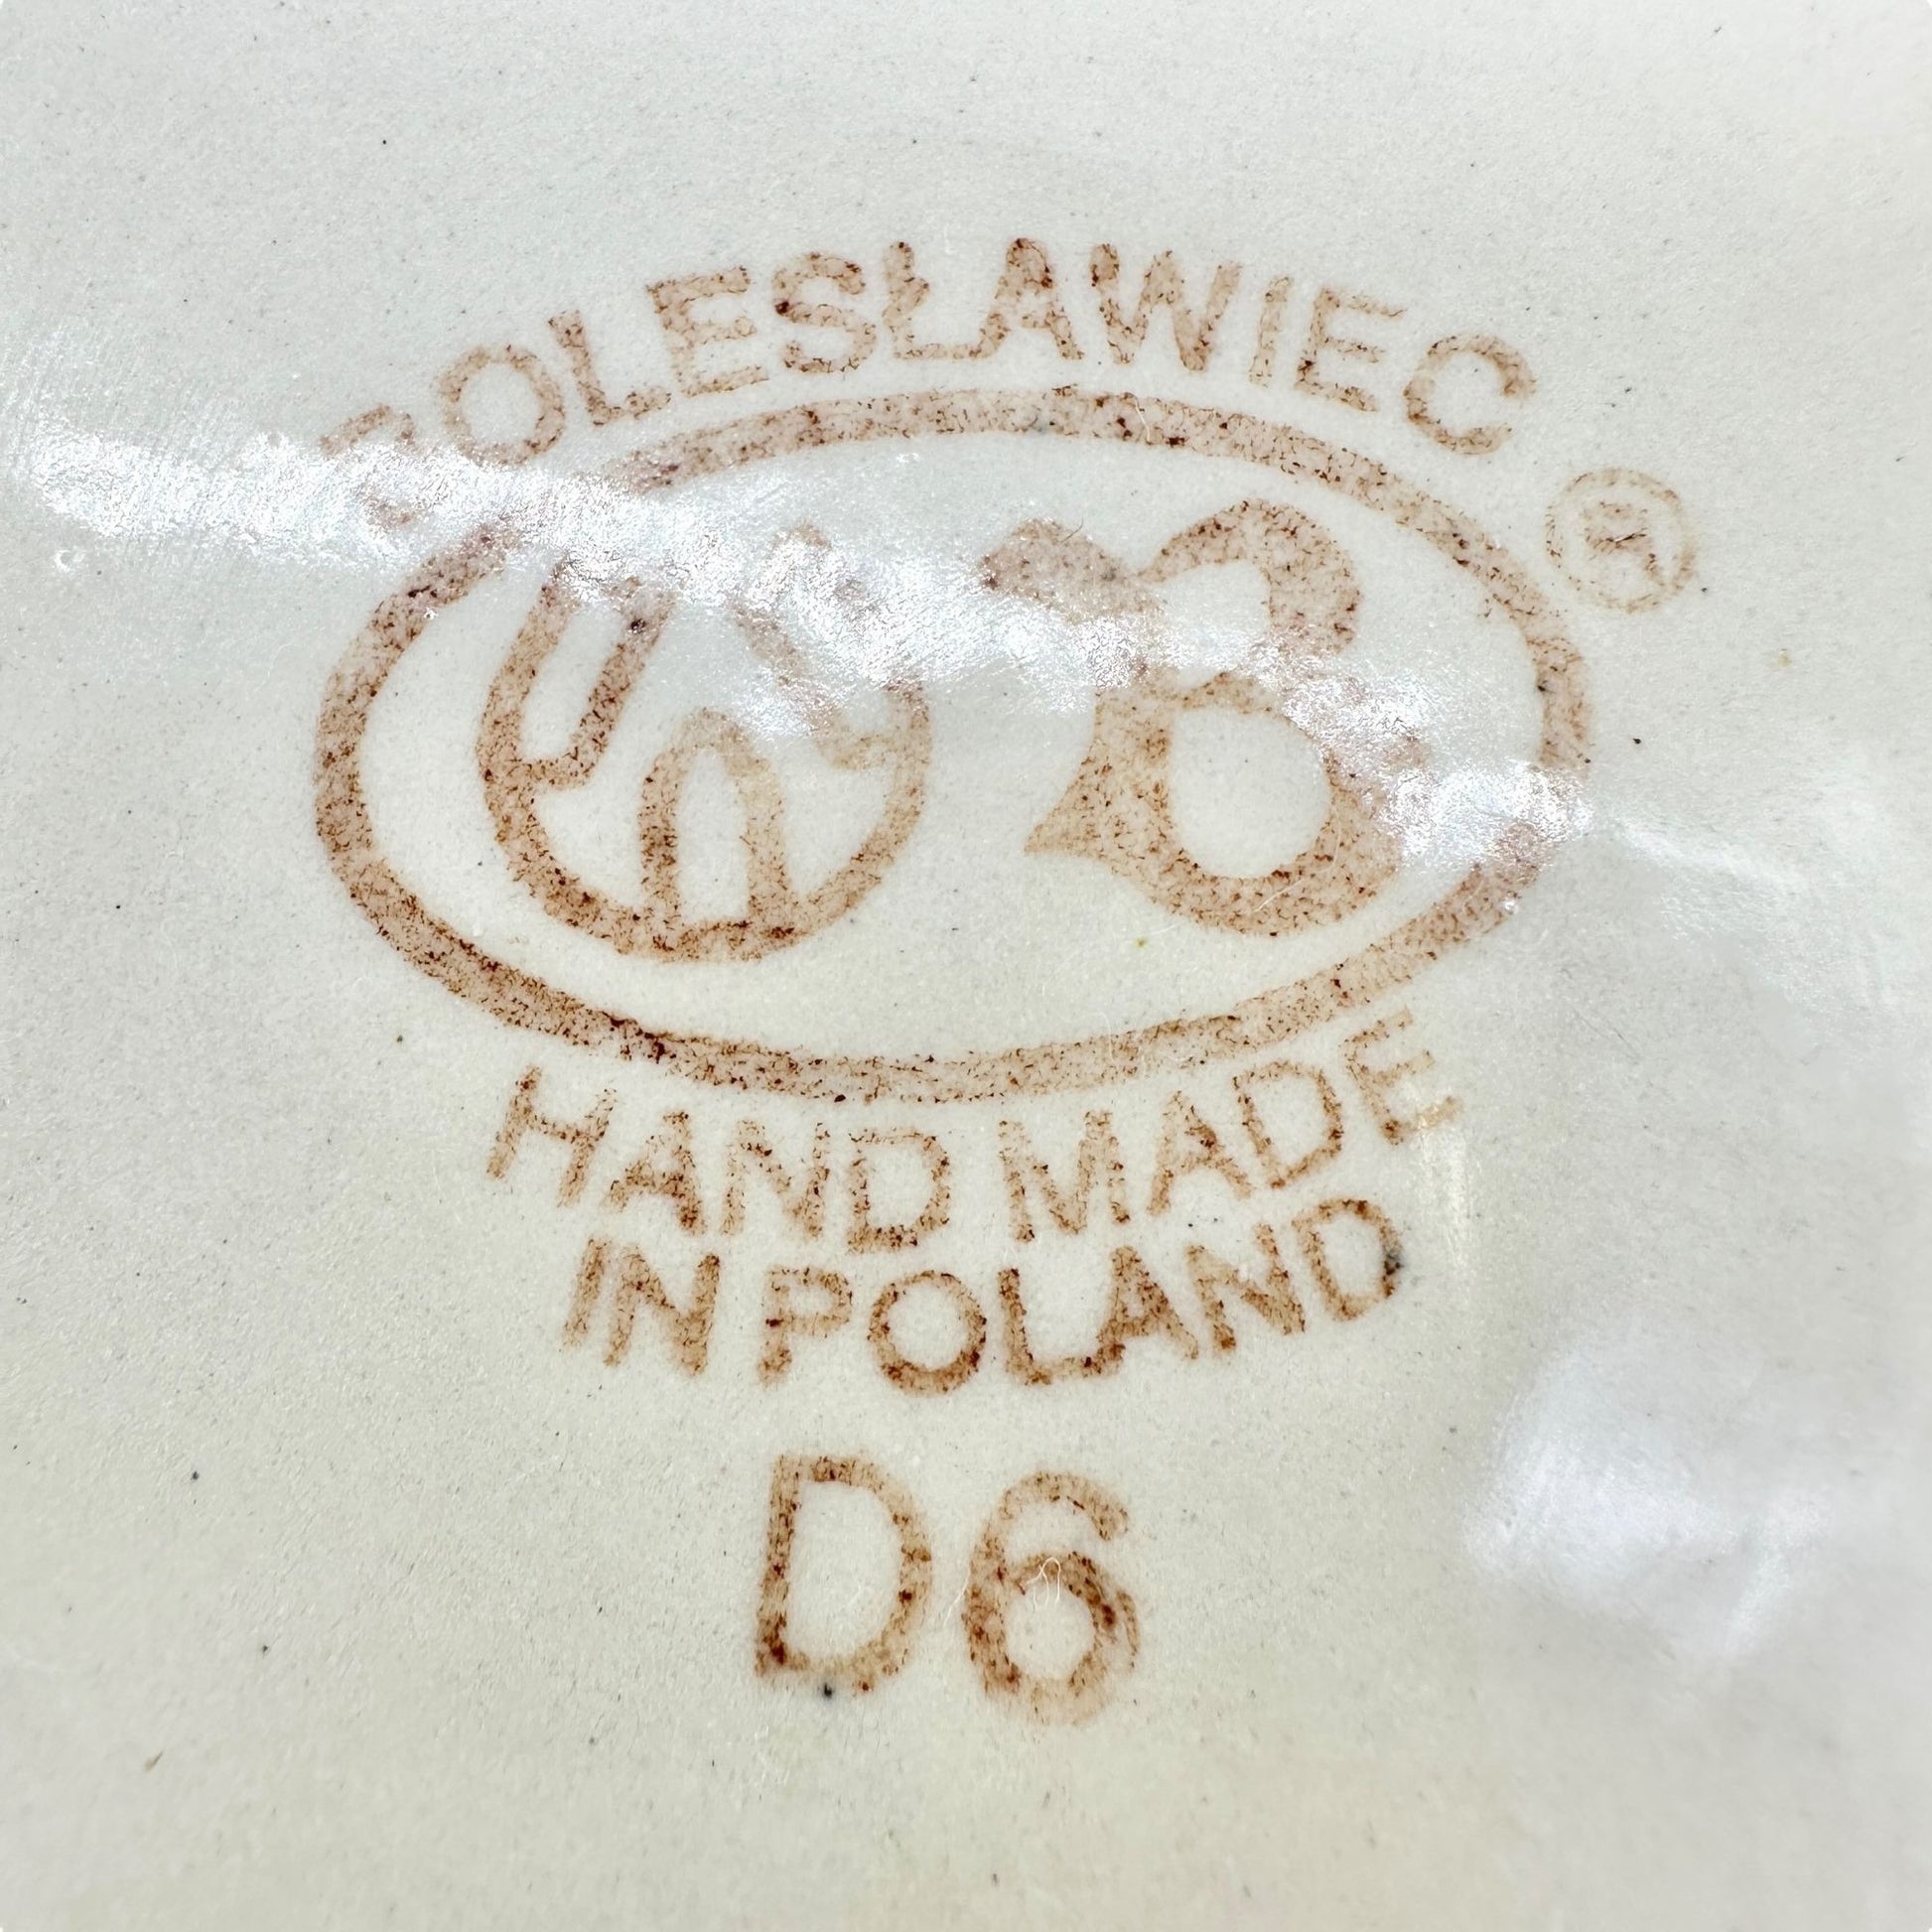 BOLESŁAWIEC ®
B
HAND MADE
IN POLAND
D6